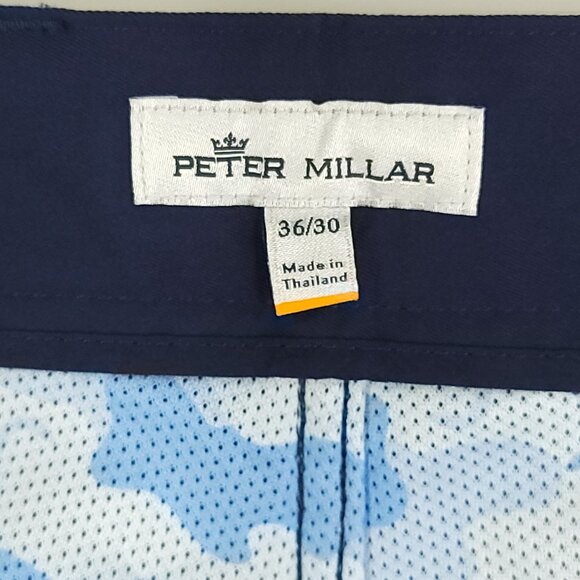 PETER MILLAR
36/30
Made in
Thailand